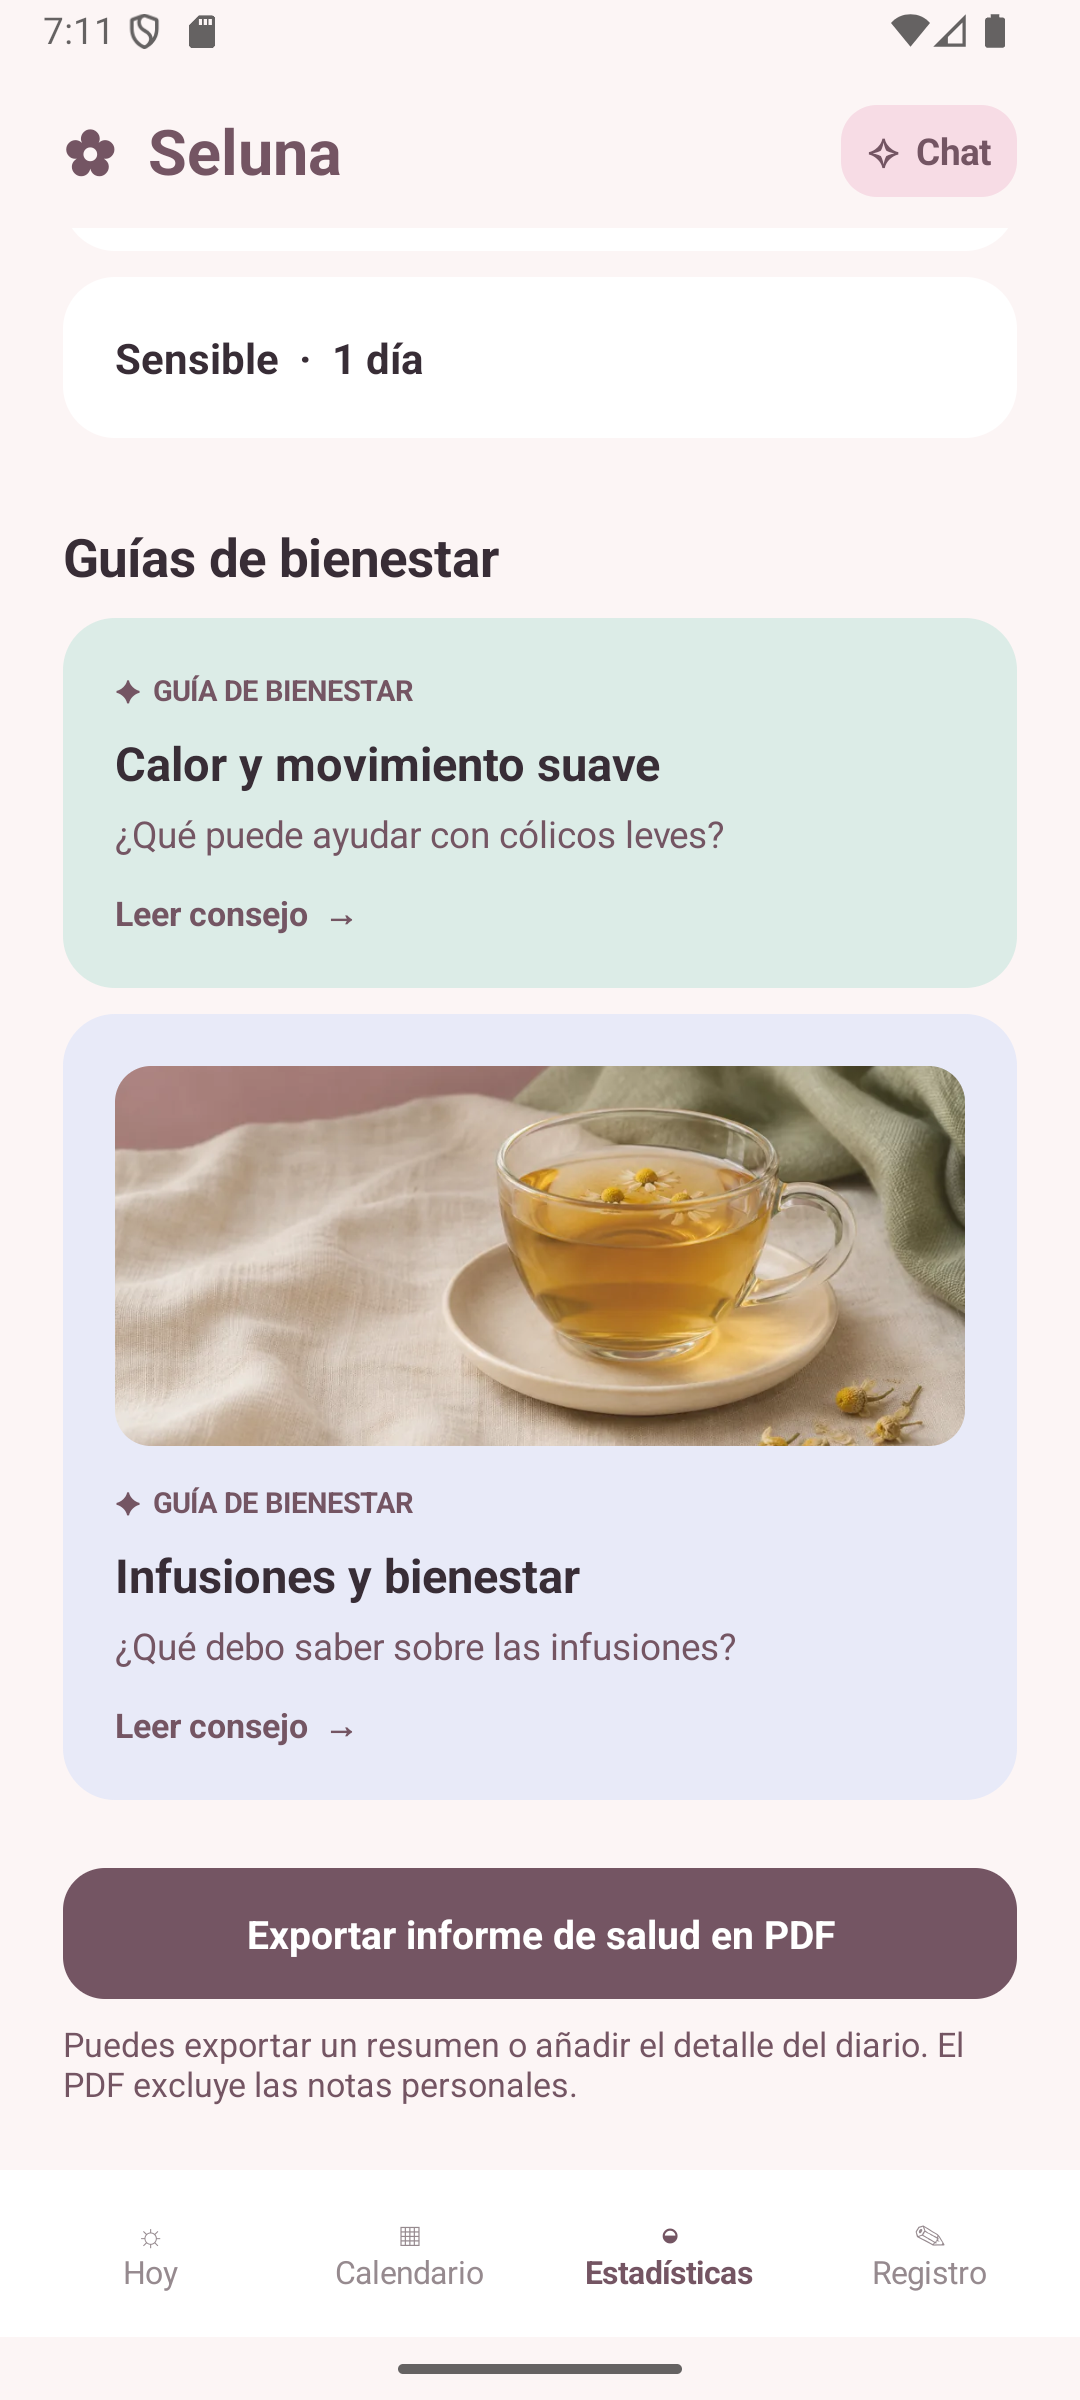 7:11
Seluna
Chat
Sensible · 1 día
Guías de bienestar
GUÍA DE BIENESTAR
Calor y movimiento suave
¿Qué puede ayudar con cólicos leves?
Leer consejo →
GUÍA DE BIENESTAR
Infusiones y bienestar
¿Qué debo saber sobre las infusiones?
Leer consejo →
Exportar informe de salud en PDF
Puedes exportar un resumen o añadir el detalle del diario. El
PDF excluye las notas personales.
Hoy
Calendario
Estadísticas
Registro